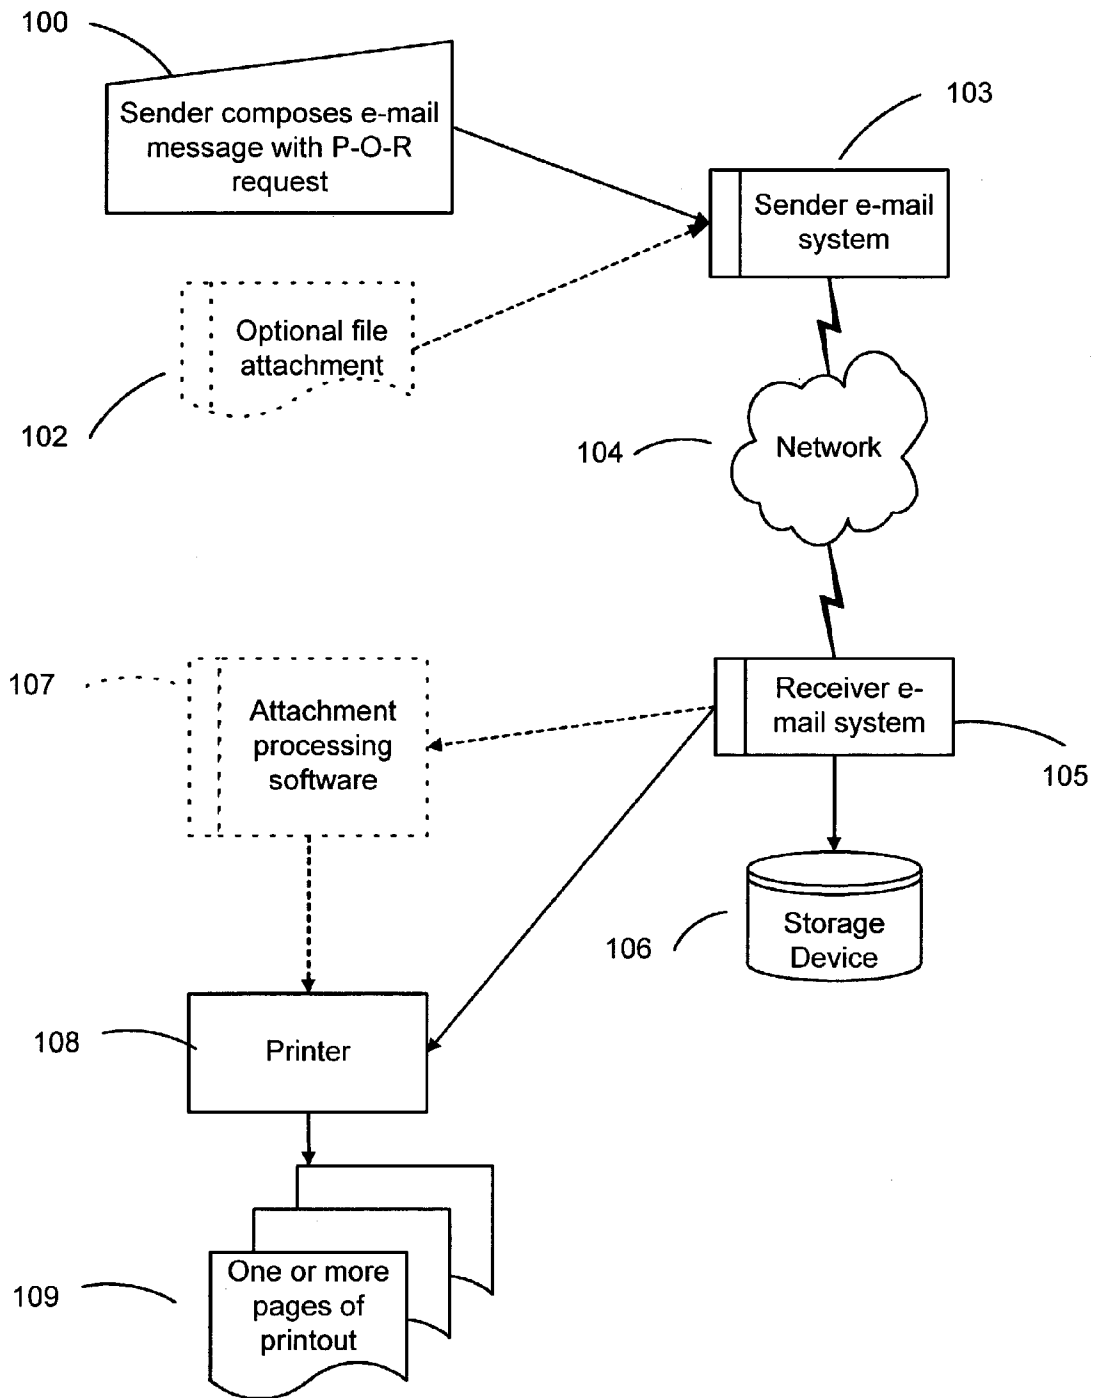 100
Sender composes e-mail
message with P-O-R
request
103
Sender e-mail
system
Optional file
attachment
102
104
Network
107
Attachment
processing
software
Receiver e-
mail system
105
106
Storage
Device
108
Printer
109
One or more
pages of
printout